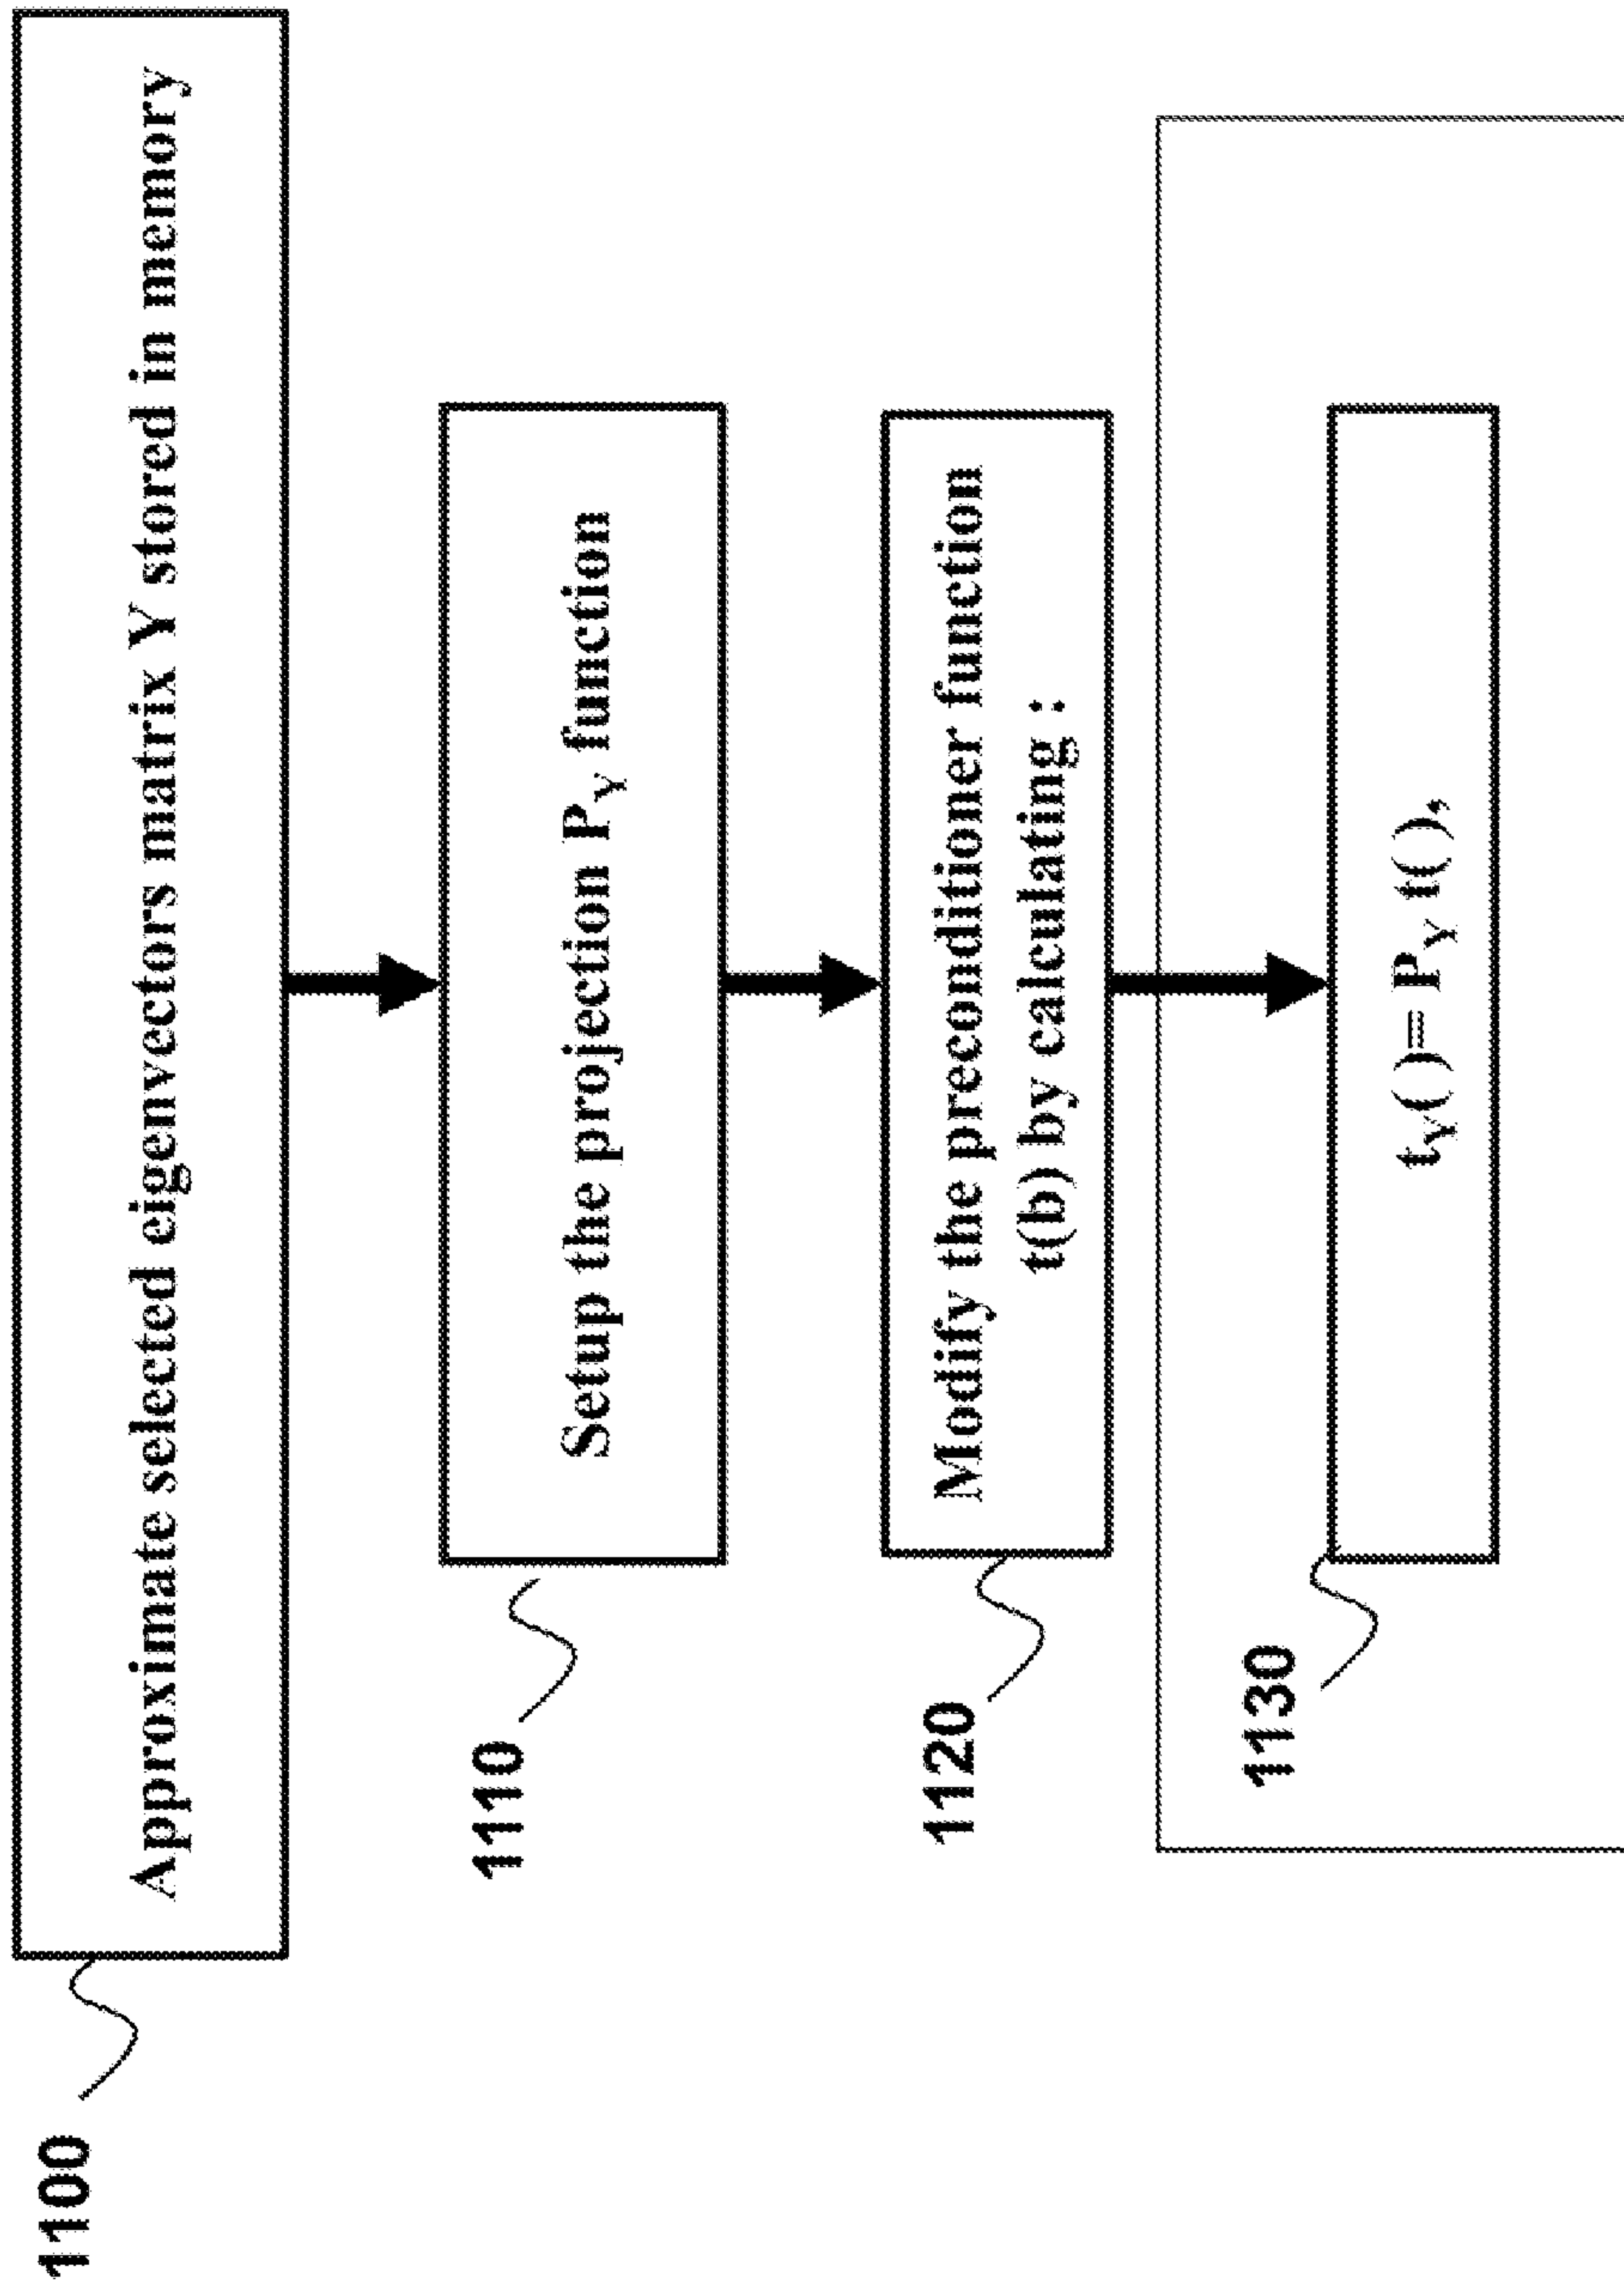 1100
Approximate selected eigenvectors matrix Y stored in memory
1110
Setup the projection P_Y function
1120
Modify the preconditioner function
t(b) by calculating :
1130
t_Y( )= P_Y t( ),